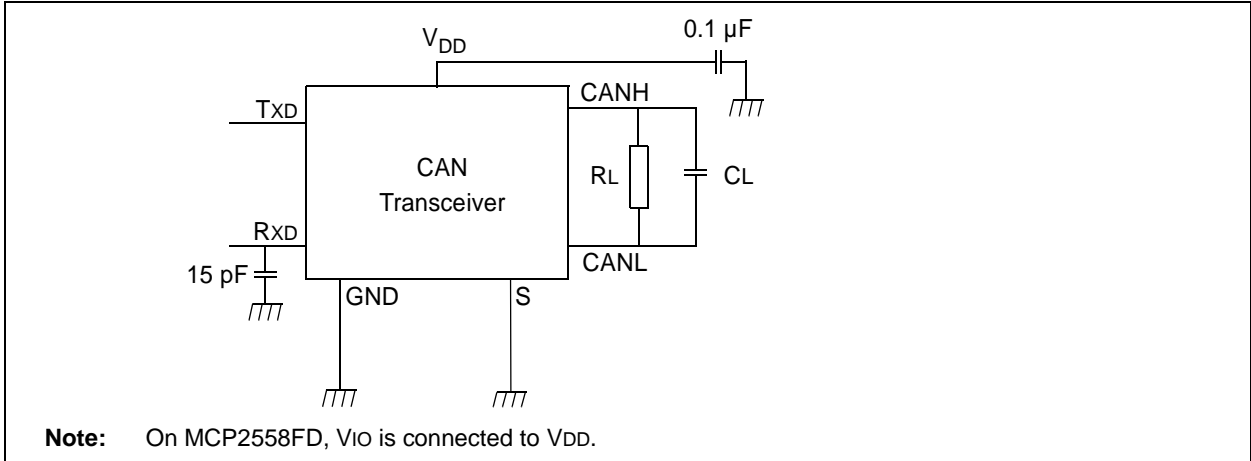 0.1 µF
VDD
CANH
TXD
CAN
Transceiver
RL
CL
RXD
CANL
15 pF
GND
S
Note: On MCP2558FD, VIO is connected to VDD.